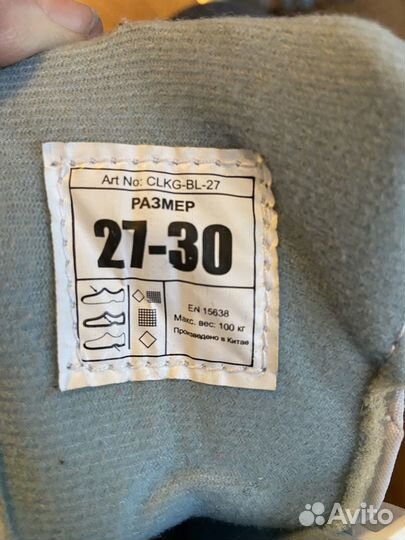 Art No: CLKG-BL-27
РАЗМЕР
27-30
EN 15638
Макс. вес: 100 кг
Произведено в Китае
Avito